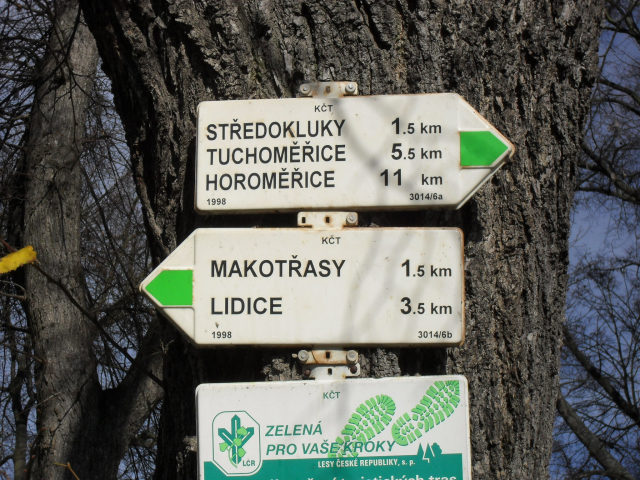 KČT
STŘEDOKLUKY 1.5 km
TUCHOMĚŘICE 5.5 km
HOROMĚŘICE 11 km
1998 3014/6a
KČT
MAKOTŘASY 1.5 km
LIDICE 3.5 km
1998 3014/6b
KČT
ZELENÁ
PRO VAŠE KROKY
LČR
LESY ČESKÉ REPUBLIKY, s. p.